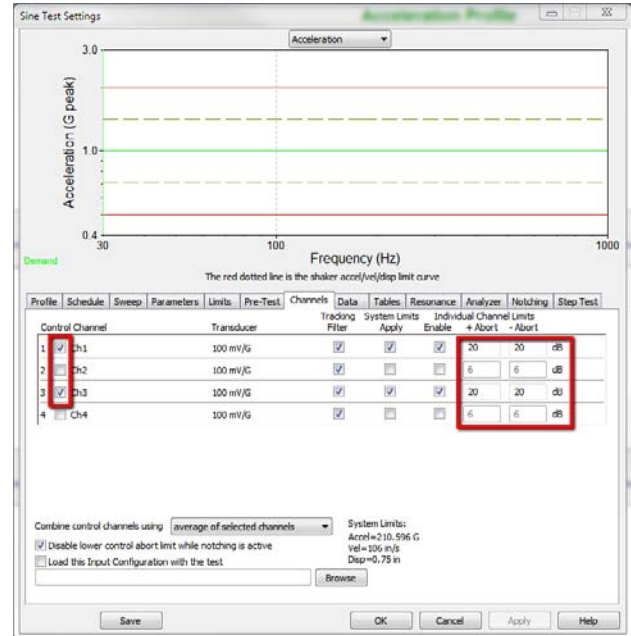 Sine Test Settings
Acceleration Profile
Acceleration
3.0
1.0
0.4
Acceleration (G peak)
30
100
1000
Frequency (Hz)
Demand
The red dotted line is the shaker accel/vel/disp limit curve
Profile Schedule Sweep Parameters Limits Pre-Test Channels Data Tables Resonance Analyzer Notching Step Test
Tracking System Limits Individual Channel Limits
Control Channel Transducer Filter Apply Enable + Abort - Abort
1 Ch1 100 mV/G 20 20 dB
2 Ch2 100 mV/G 6 6 dB
3 Ch3 100 mV/G 20 20 dB
4 Ch4 100 mV/G 6 6 dB
Combine control channels using average of selected channels
System Limits:
Accel=210.596 G
Vel=106 in/s
Disp=0.75 in
Disable lower control abort limit while notching is active
Load this Input Configuration with the test
Browse
Save OK Cancel Apply Help